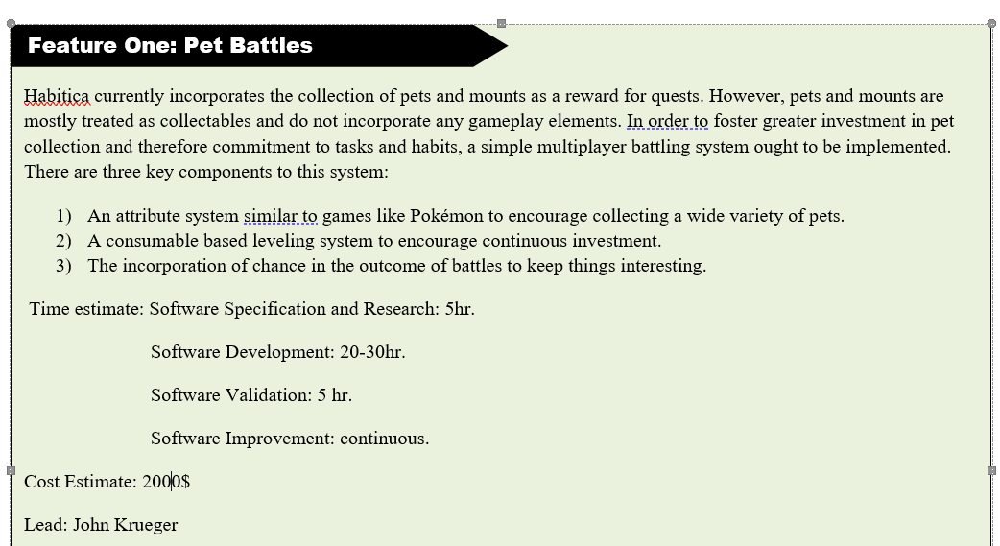 Feature One: Pet Battles
Habitica currently incorporates the collection of pets and mounts as a reward for quests. However, pets and mounts are
mostly treated as collectables and do not incorporate any gameplay elements. In order to foster greater investment in pet
collection and therefore commitment to tasks and habits, a simple multiplayer battling system ought to be implemented.
There are three key components to this system:
1) An attribute system similar to games like Pokémon to encourage collecting a wide variety of pets.
2) A consumable based leveling system to encourage continuous investment.
3) The incorporation of chance in the outcome of battles to keep things interesting.
Time estimate: Software Specification and Research: 5hr.
Software Development: 20-30hr.
Software Validation: 5 hr.
Software Improvement: continuous.
Cost Estimate: 2000$
Lead: John Krueger